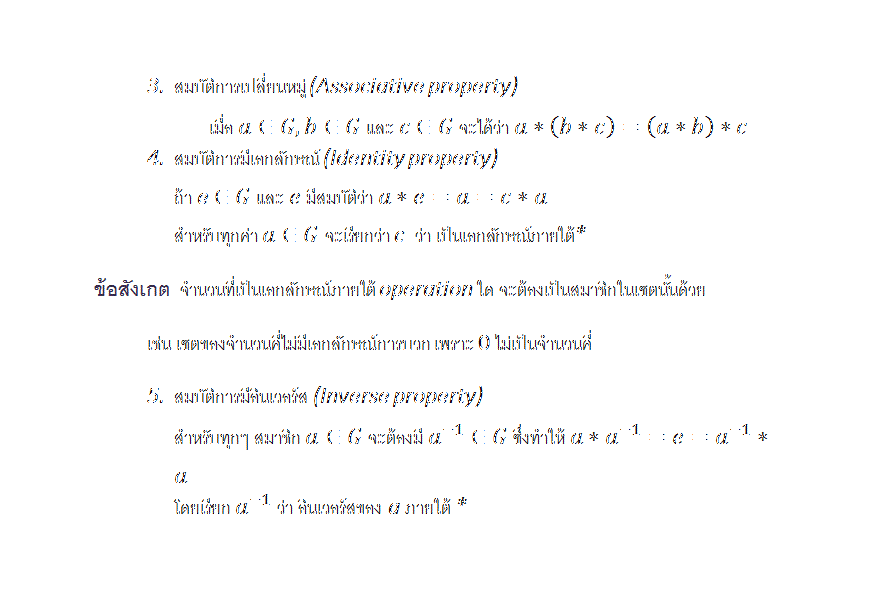 3. สมบัติการเปลี่ยนหมู่ (Associative property)
เมื่อ a ∈ G, b ∈ G และ c ∈ G จะได้ว่า a ∗ (b ∗ c) = (a ∗ b) ∗ c
4. สมบัติการมีเอกลักษณ์ (Identity property)
ถ้า e ∈ G และ e มีสมบัติว่า a ∗ e = a = e ∗ a
สำหรับทุกค่า a ∈ G จะเรียกว่า e ว่า เป็นเอกลักษณ์ภายใต้ *
ข้อสังเกต จำนวนที่เป็นเอกลักษณ์ภายใต้ operation ใด จะต้องเป็นสมาชิกในเซตนั้นด้วย
เช่น เซตของจำนวนคี่ไม่มีเอกลักษณ์การบวก เพราะ 0 ไม่เป็นจำนวนคี่
5. สมบัติการมีอินเวอร์ส (Inverse property)
สำหรับทุกๆ สมาชิก a ∈ G จะต้องมี a⁻¹ ∈ G ซึ่งทำให้ a ∗ a⁻¹ = e = a⁻¹ ∗
a
โดยเรียก a⁻¹ ว่า อินเวอร์สของ a ภายใต้ *